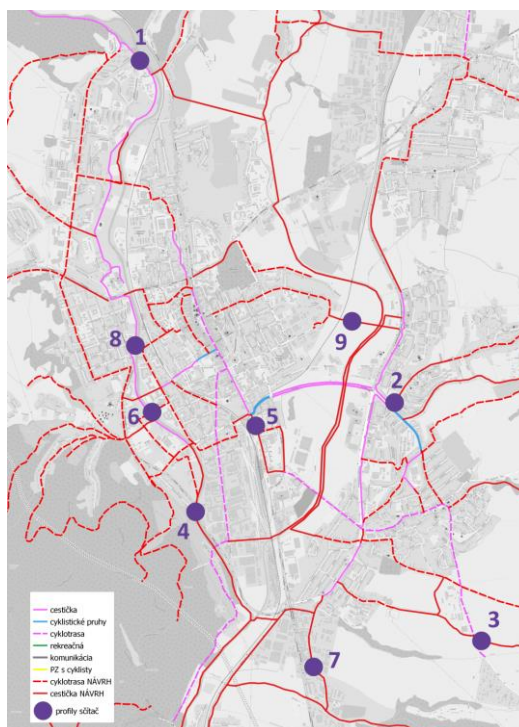 1
9
8
2
6
5
4
3
7
cestička
cyklistické pruhy
cyklotrasa
rekreačná
komunikácia
PZ s cyklisty
cyklotrasa NÁVRH
cestička NÁVRH
profily sčítač